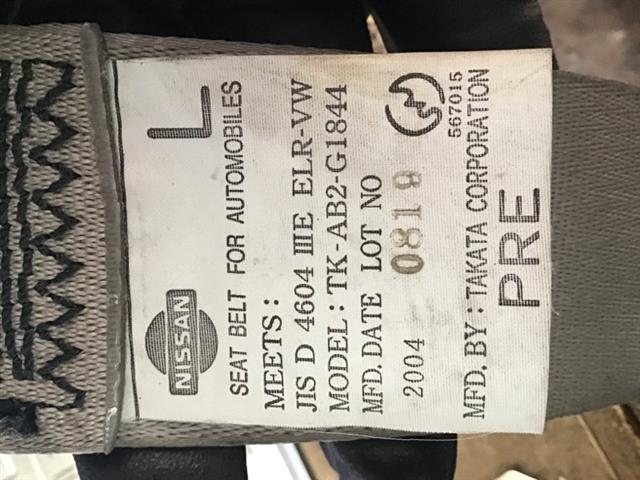 NISSAN
L
SEAT BELT FOR AUTOMOBILES
MEETS:
JIS D 4604 IIIE ELR-VW
MODEL: TK-AB2-G1844
MFD. DATE LOT NO
2004 0819
567015
MFD. BY: TAKATA CORPORATION
PRE